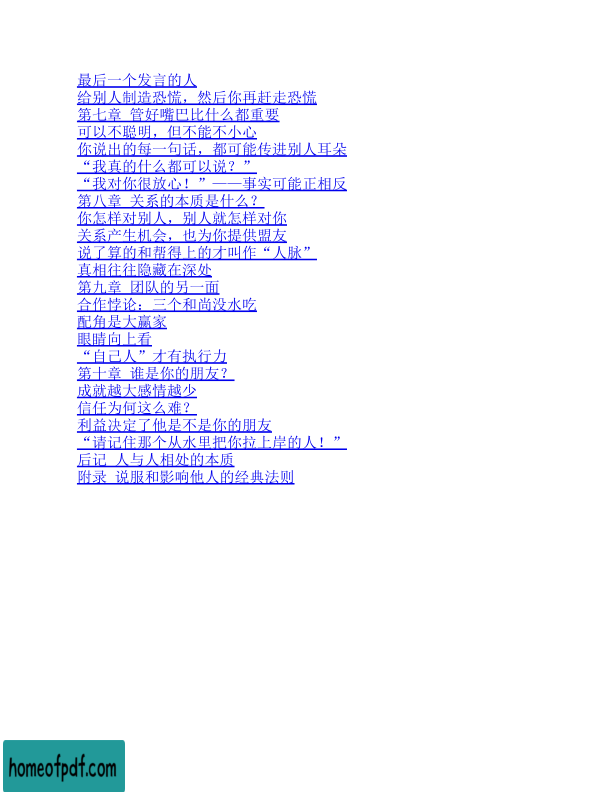 最后一个发言的人
给别人制造恐慌，然后你再赶走恐慌
第七章 管好嘴巴比什么都重要
可以不聪明，但不能不小心
你说出的每一句话，都可能传进别人耳朵
“我真的什么都可以说？”
“我对你很放心！”——事实可能正相反
第八章 关系的本质是什么？
你怎样对别人，别人就怎样对你
关系产生机会，也为你提供盟友
说了算的和帮得上的才叫作“人脉”
真相往往隐藏在深处
第九章 团队的另一面
合作悖论：三个和尚没水吃
配角是大赢家
眼睛向上看
“自己人”才有执行力
第十章 谁是你的朋友？
成就越大感情越少
信任为何这么难？
利益决定了他是不是你的朋友
“请记住那个从水里把你拉上岸的人！”
后记 人与人相处的本质
附录 说服和影响他人的经典法则
homeofpdf.com